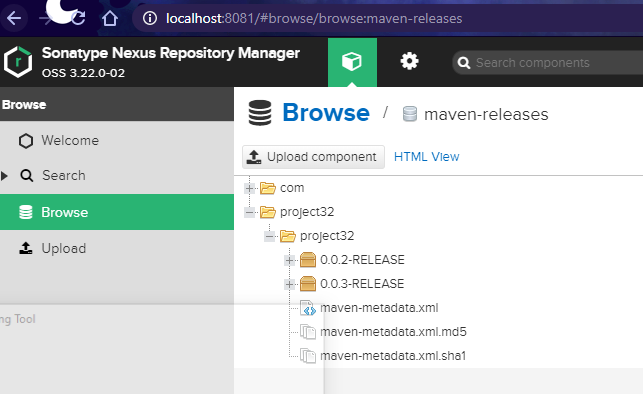 localhost:8081/#browse/browse:maven-releases
Sonatype Nexus Repository Manager
OSS 3.22.0-02
Search components
Browse
Welcome
Search
Browse
Upload
Browse / maven-releases
Upload component HTML View
com
project32
project32
0.0.2-RELEASE
0.0.3-RELEASE
maven-metadata.xml
maven-metadata.xml.md5
maven-metadata.xml.sha1
ng Tool